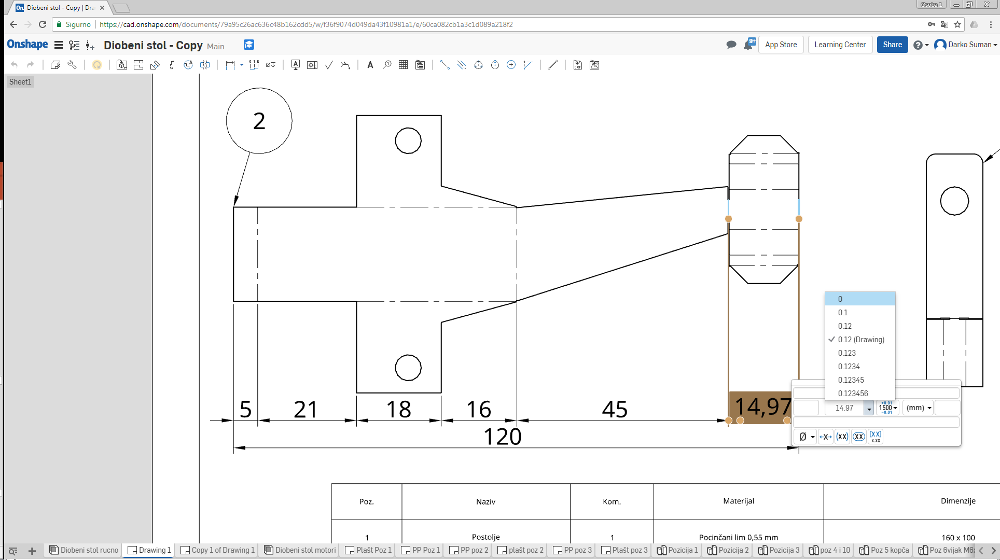 Diobeni stol - Copy | Dra
Osoba 1
Sigurno
https://cad.onshape.com/documents/79a95c26ac636c48b162cdd5/w/f36f9074d049da43f10981a1/e/60ca082cb1a3c1d089a218f2
Onshape
Diobeni stol - Copy Main
9+
App Store
Learning Center
Share
Darko Suman
Sheet1
2
0
0.1
0.12
0.12 (Drawing)
0.123
0.1234
0.12345
0.123456
5 21 18 16 45 14,97
14.97
+0.01
1.500
-0.01
(mm)
120
Ø
←X→
(XX)
XX
[XX]
X.XX
Poz. Naziv Kom. Materijal Dimenzije
1 Postolje 1 Pocinčani lim 0,55 mm 160 x 100
Diobeni stol rucno
Drawing 1
Copy 1 of Drawing 1
Diobeni stol motori
Plašt Poz 1
PP Poz 1
PP poz 2
plašt poz 2
PP poz 3
Plašt poz 3
Pozicija 1
Pozicija 2
Pozicija 3
poz 4 i 10
Poz 5 kopča
Poz 6vijak M6